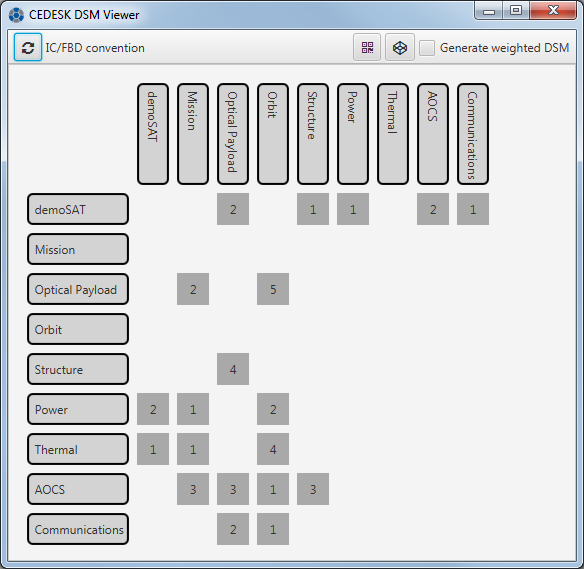 CEDESK DSM Viewer
IC/FBD convention
Generate weighted DSM
demoSAT
Mission
Optical Payload
Orbit
Structure
Power
Thermal
AOCS
Communications
demoSAT 2 1 1 2 1
Mission
Optical Payload 2 5
Orbit
Structure 4
Power 2 1 2
Thermal 1 1 4
AOCS 3 3 1 3
Communications 2 1